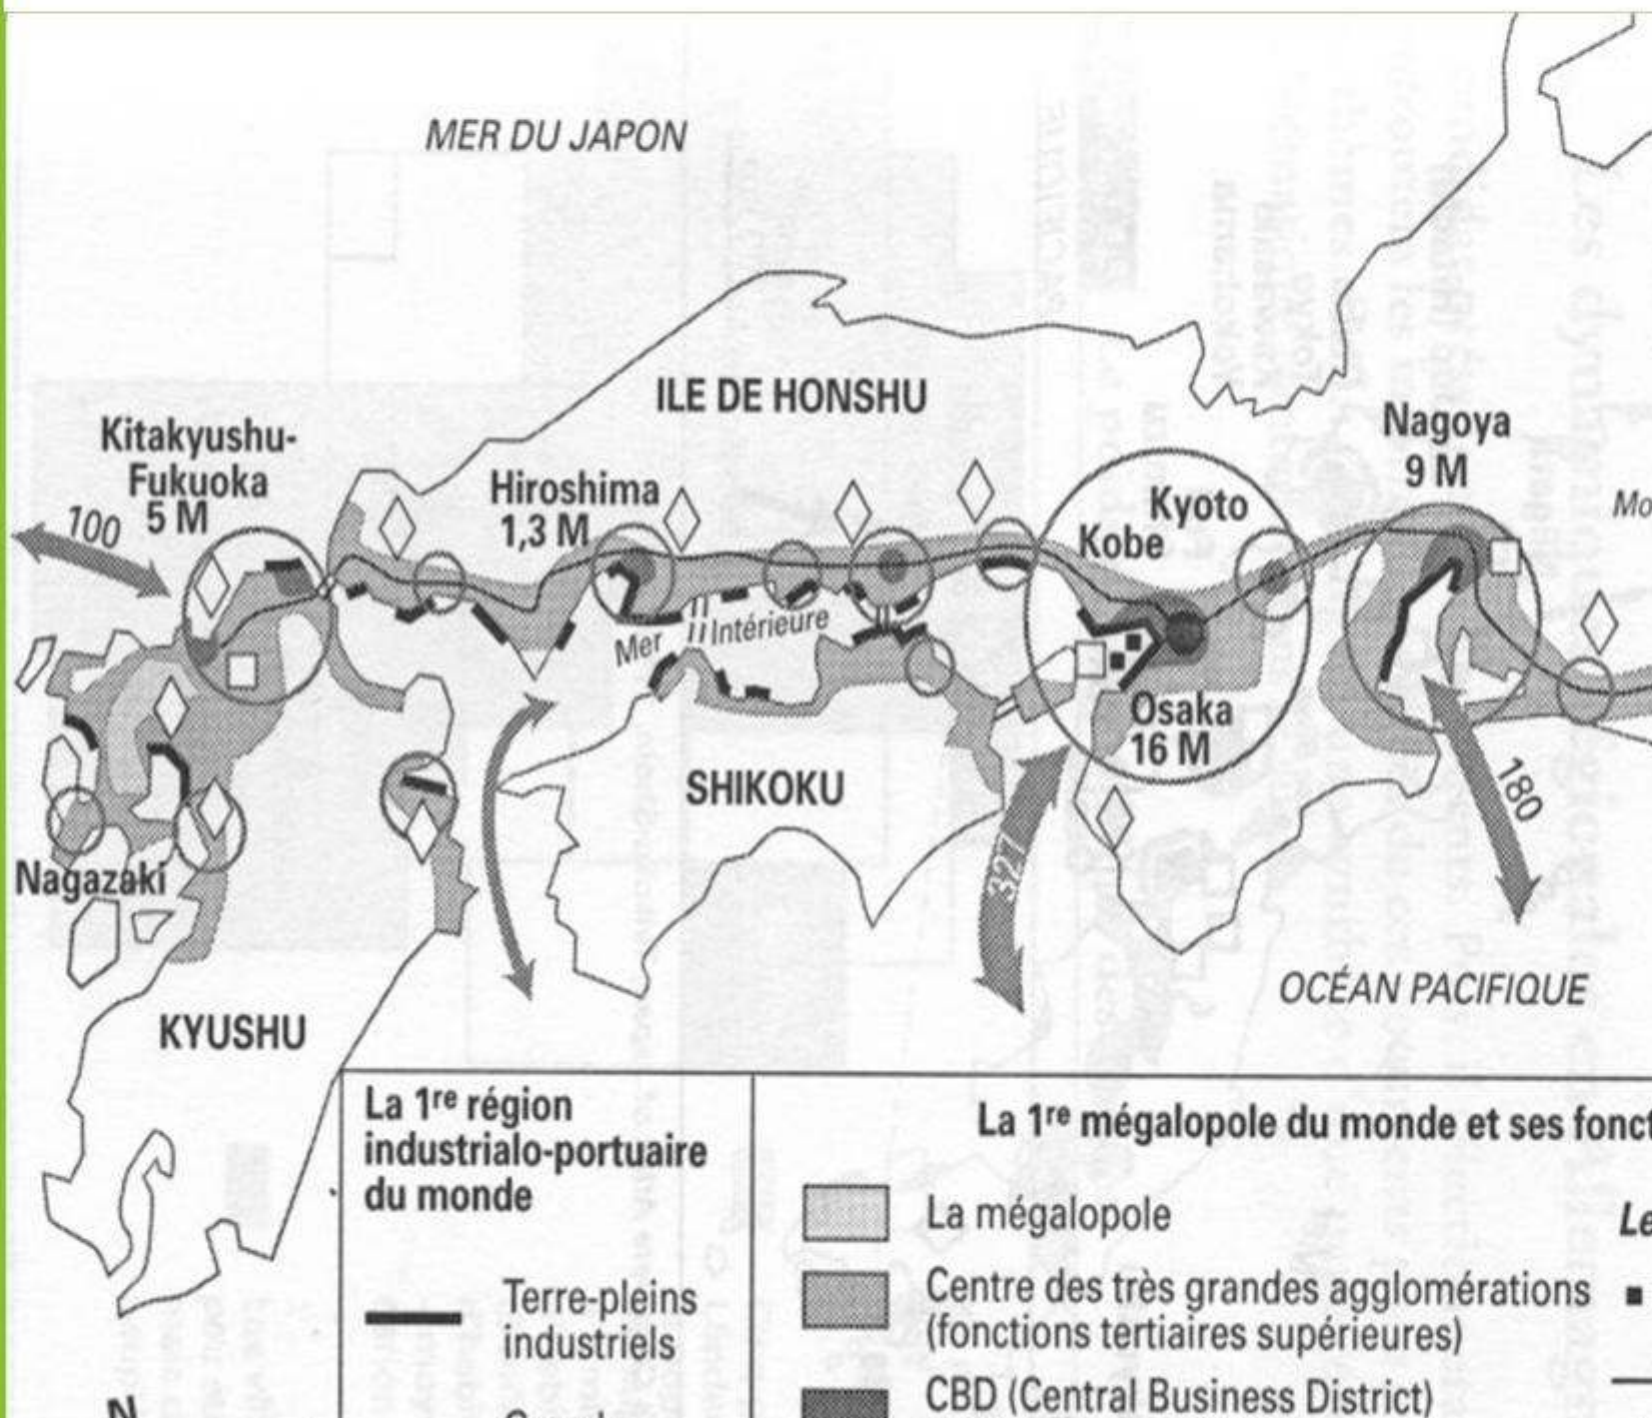 MER DU JAPON
ILE DE HONSHU
Kitakyushu-
Fukuoka
5 M
100
Hiroshima
1,3 M
Nagoya
9 M
Kyoto
Kobe
Mo
Mer
Intérieure
Osaka
16 M
SHIKOKU
180
327
Nagazaki
OCÉAN PACIFIQUE
KYUSHU
La 1re région
industrialo-portuaire
du monde
Terre-pleins
industriels
La 1re mégalopole du monde et ses fonct
La mégalopole
Le
Centre des très grandes agglomérations
(fonctions tertiaires supérieures)
CBD (Central Business District)
N